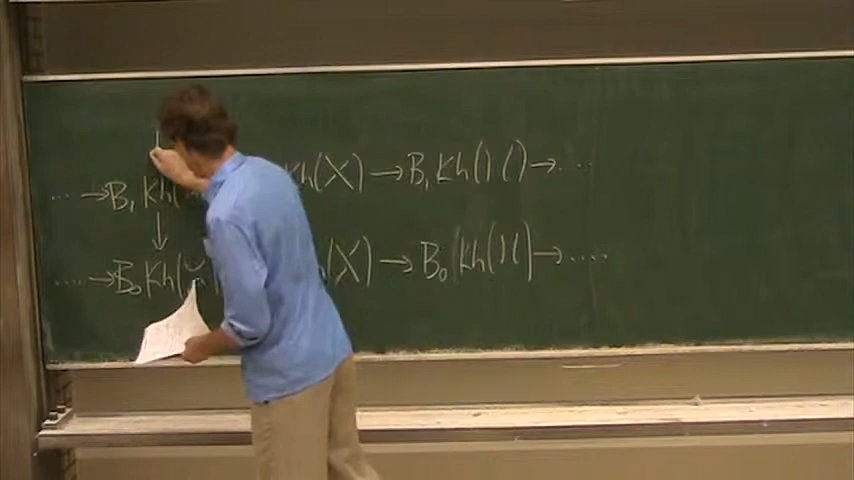 ... → B₁ Kh( Kh(X) → B₁ Kh()() → ...
↓
... → B₀ Kh(≍ (X) → B₀ Kh()() → ....